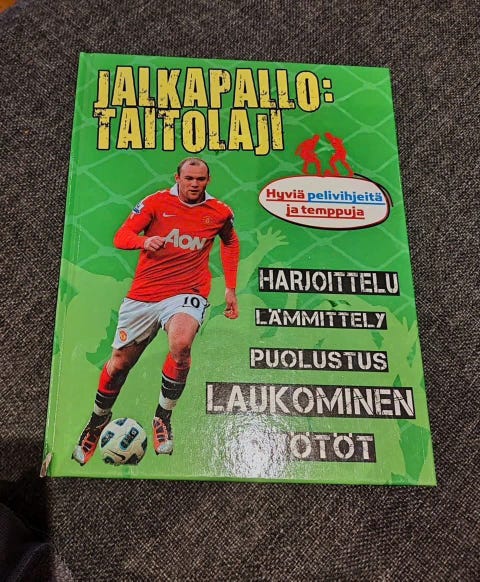 JALKAPALLO:
TAITOLAJI
Hyviä pelivihjeitä
ja temppuja
AON
10
HARJOITTELU
LÄMMITTELY
PUOLUSTUS
LAUKOMINEN